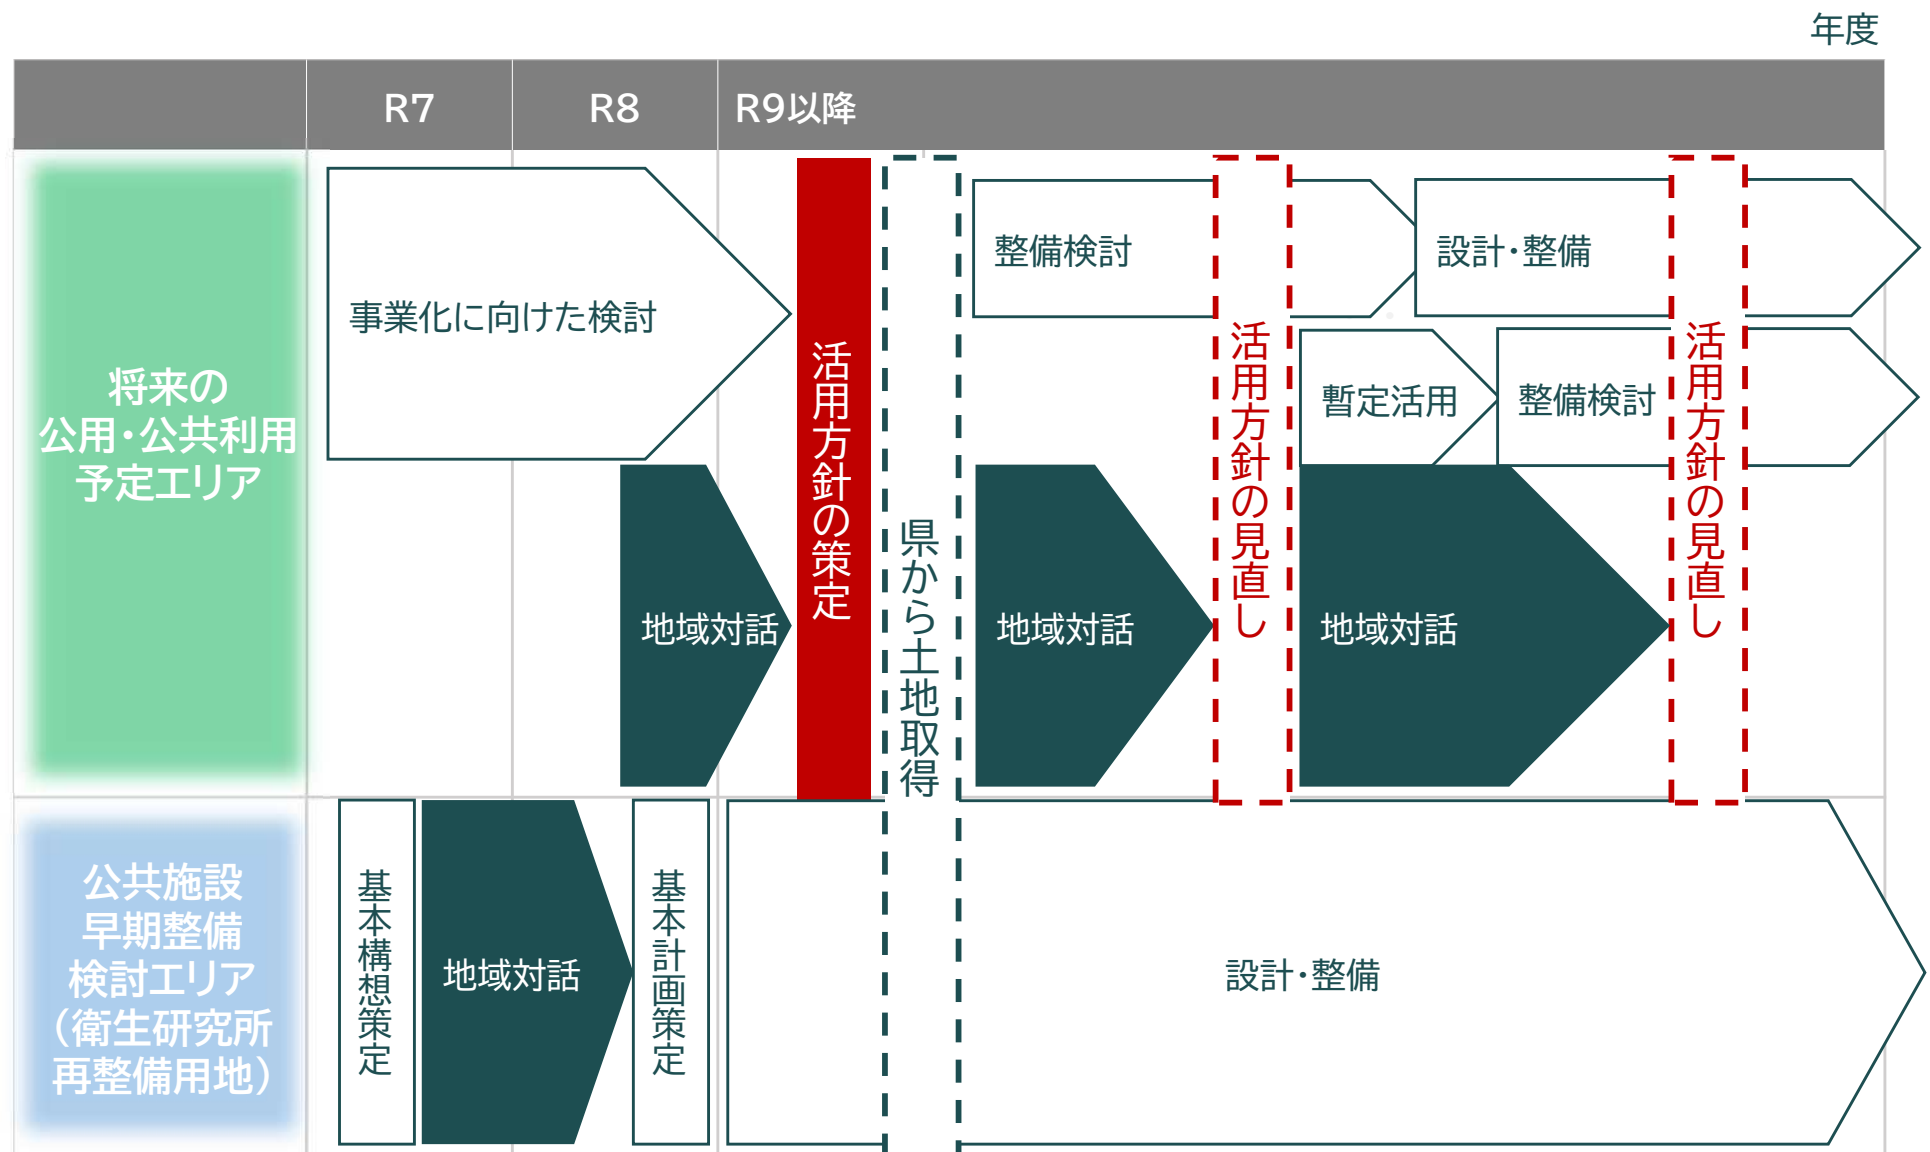 年度
R7
R8
R9以降
将来の
公用・公共利用
予定エリア
事業化に向けた検討
地域対話
活用方針の策定
県から土地取得
整備検討
地域対話
活用方針の見直し
設計・整備
暫定活用
整備検討
地域対話
活用方針の見直し
公共施設
早期整備
検討エリア
（衛生研究所
再整備用地）
基本構想策定
地域対話
基本計画策定
設計・整備